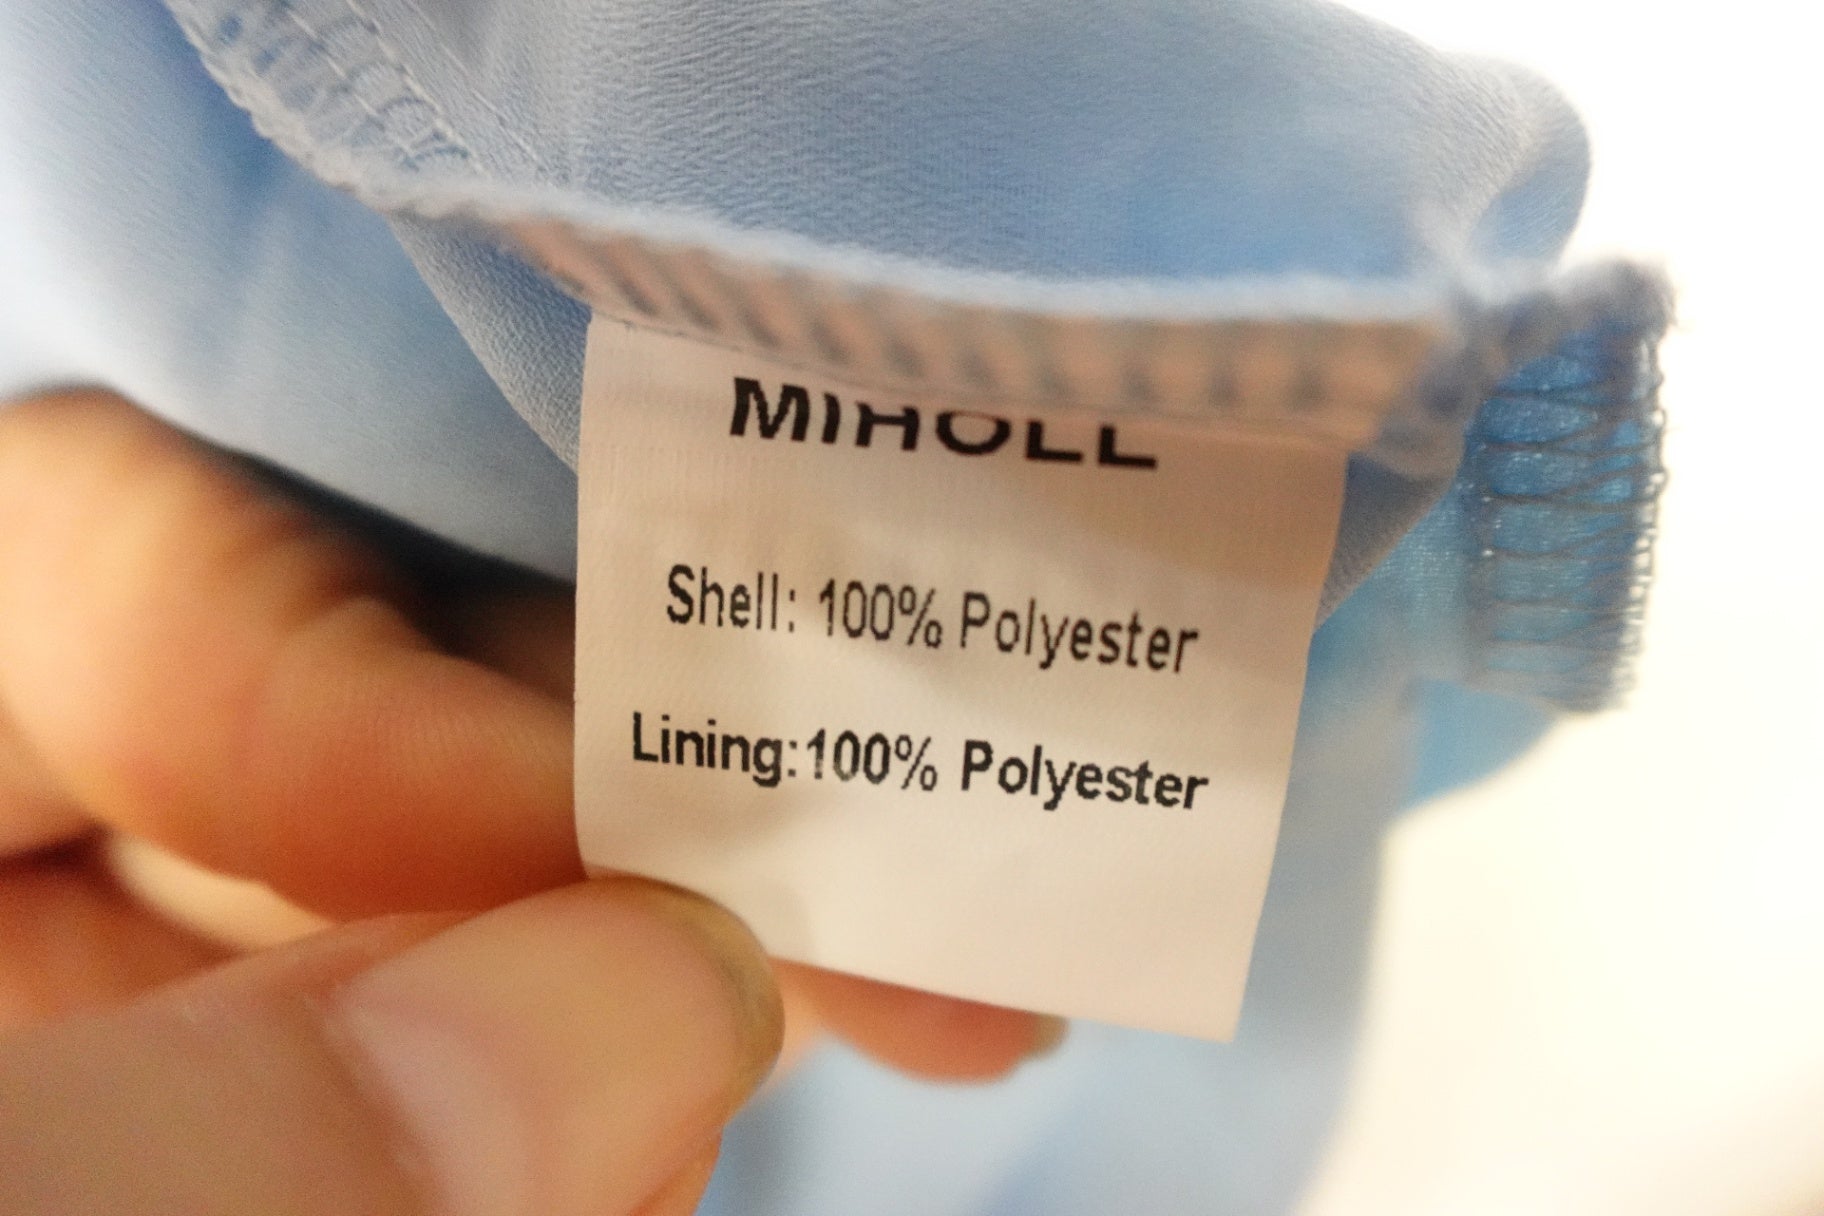 MIHOLL
Shell: 100% Polyester
Lining:100% Polyester